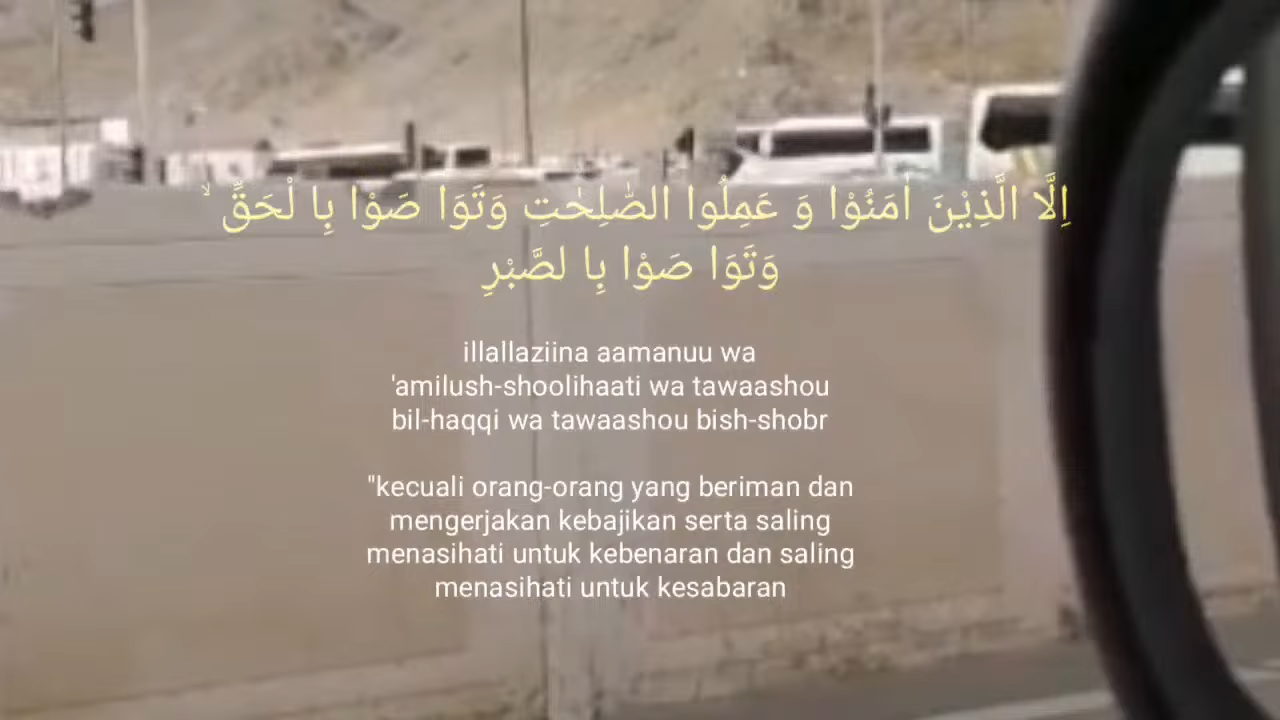 اِلَّا الَّذِيْنَ اٰمَنُوْا وَ عَمِلُوا الصّٰلِحٰتِ وَتَوَا صَوْا بِا لْحَقِّ ۙ
وَتَوَا صَوْا بِا لصَّبْرِ
illallaziina aamanuu wa
'amilush-shoolihaati wa tawaashou
bil-haqqi wa tawaashou bish-shobr
"kecuali orang-orang yang beriman dan
mengerjakan kebajikan serta saling
menasihati untuk kebenaran dan saling
menasihati untuk kesabaran